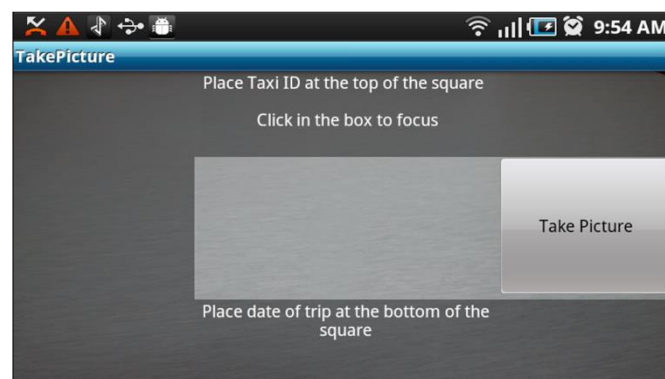 9:54 AM
TakePicture
Place Taxi ID at the top of the square
Click in the box to focus
Take Picture
Place date of trip at the bottom of the
square